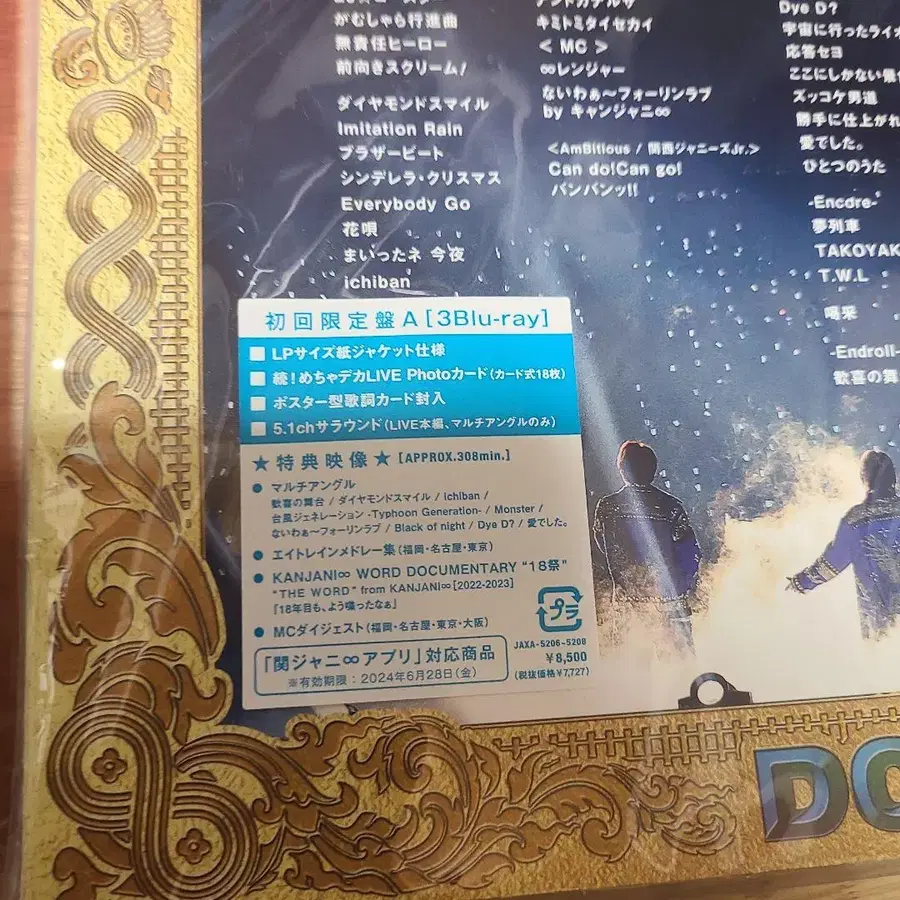 がむしゃら行進曲
無責任ヒーロー
前向きスクリーム!
ダイヤモンドスマイル
Imitation Rain
ブラザービート
シンデレラ・クリスマス
Everybody Go
花唄
まいったネ 今夜
ichiban
キミトミタイセカイ
< MC >
∞レンジャー
ないわぁ〜フォーリンラブ
by キャンジャニ∞
<AmBitious / 関西ジャニーズJr.>
Can do!Can go!
バンバンッ!!
Dye D?
宇宙に行ったライオ
応答セヨ
ここにしかない景色
ズッコケ男道
勝手に仕上がれ
愛でした。
ひとつのうた
-Encore-
夢列車
TAKOYAK
T.W.L
喝采
-Endroll-
歓喜の舞
初回限定盤A[3Blu-ray]
■ LPサイズ紙ジャケット仕様
■ 続!めちゃデカLIVE Photoカード(カード式18枚)
■ ポスター型歌詞カード封入
■ 5.1chサラウンド(LIVE本編、マルチアングルのみ)
★ 特典映像 ★ [APPROX.308min.]
● マルチアングル
歓喜の舞台 / ダイヤモンドスマイル / ichiban /
台風ジェネレーション -Typhoon Generation- / Monster /
ないわぁ〜フォーリンラブ / Black of night / Dye D? / 愛でした。
● エイトレインメドレー集(福岡・名古屋・東京)
● KANJANI∞ WORD DOCUMENTARY "18祭"
"THE WORD" from KANJANI∞[2022-2023]
「18年目も、よう喋ったなぁ」
● MCダイジェスト(福岡・名古屋・東京・大阪)
プラ
JAXA-5206~5208
¥8,500
(税抜価格¥7,727)
「関ジャニ∞アプリ」対応商品
※有効期限:2024年6月28日(金)
DO